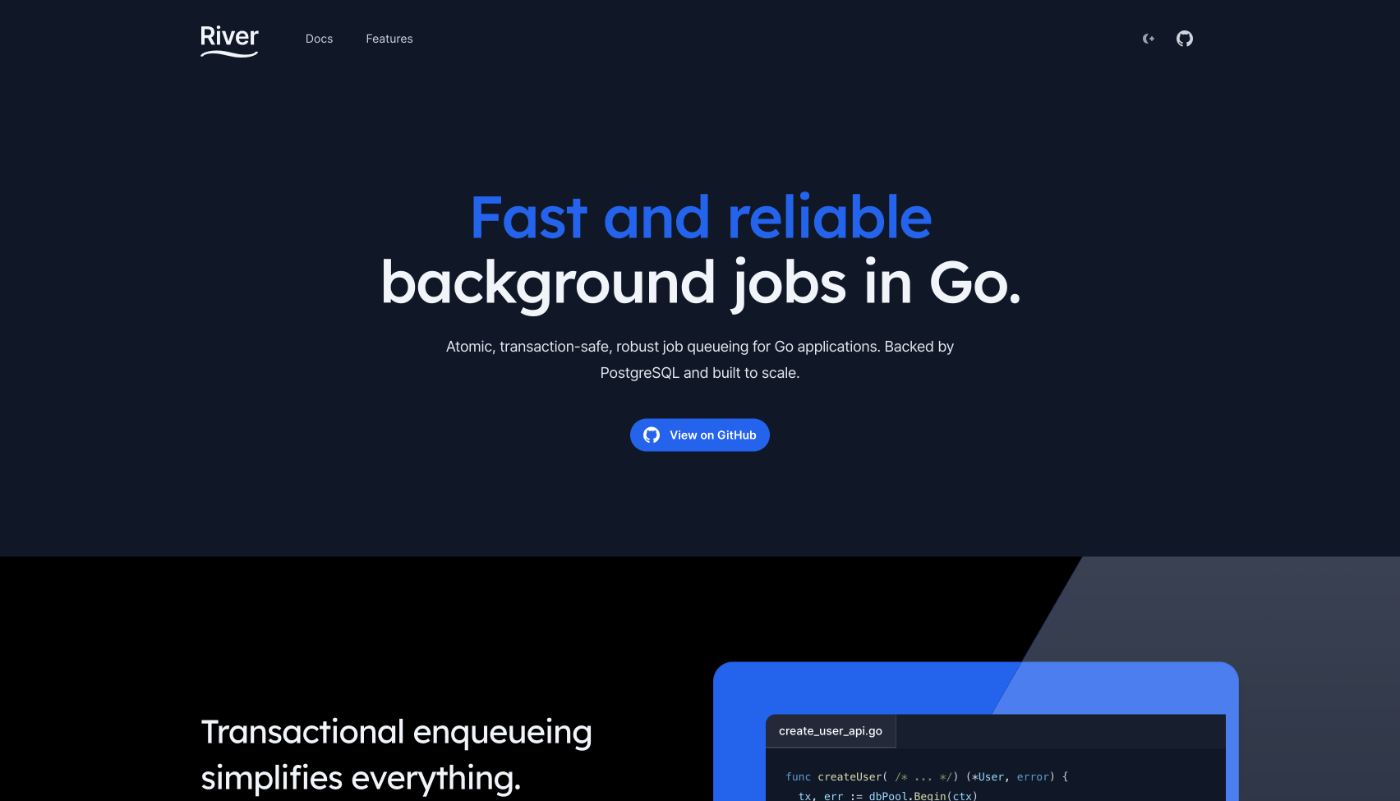 River
Docs
Features
Fast and reliable
background jobs in Go.
Atomic, transaction-safe, robust job queueing for Go applications. Backed by
PostgreSQL and built to scale.
View on GitHub
Transactional enqueueing
simplifies everything.
create_user_api.go
func createUser( /* ... */) (*User, error) {
tx, err := dbPool.Begin(ctx)